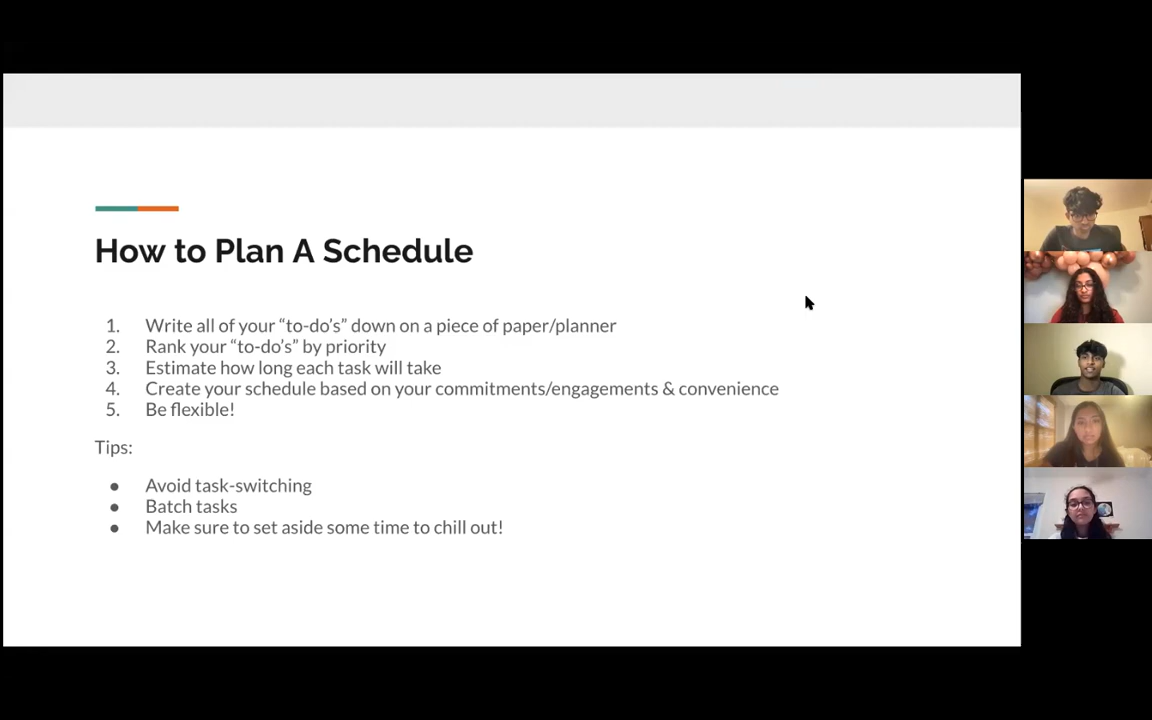 How to Plan A Schedule
1. Write all of your “to-do’s” down on a piece of paper/planner
2. Rank your “to-do’s” by priority
3. Estimate how long each task will take
4. Create your schedule based on your commitments/engagements & convenience
5. Be flexible!
Tips:
● Avoid task-switching
● Batch tasks
● Make sure to set aside some time to chill out!